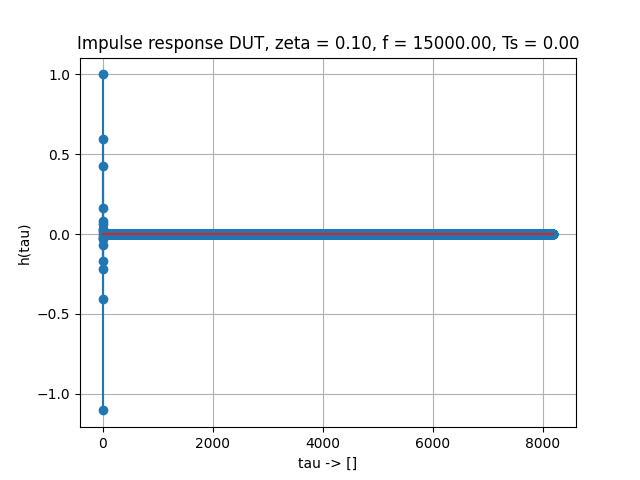 Impulse response DUT, zeta = 0.10, f = 15000.00, Ts = 0.00
1.0
0.5
0.0
−0.5
−1.0
h(tau)
0 2000 4000 6000 8000
tau -> []